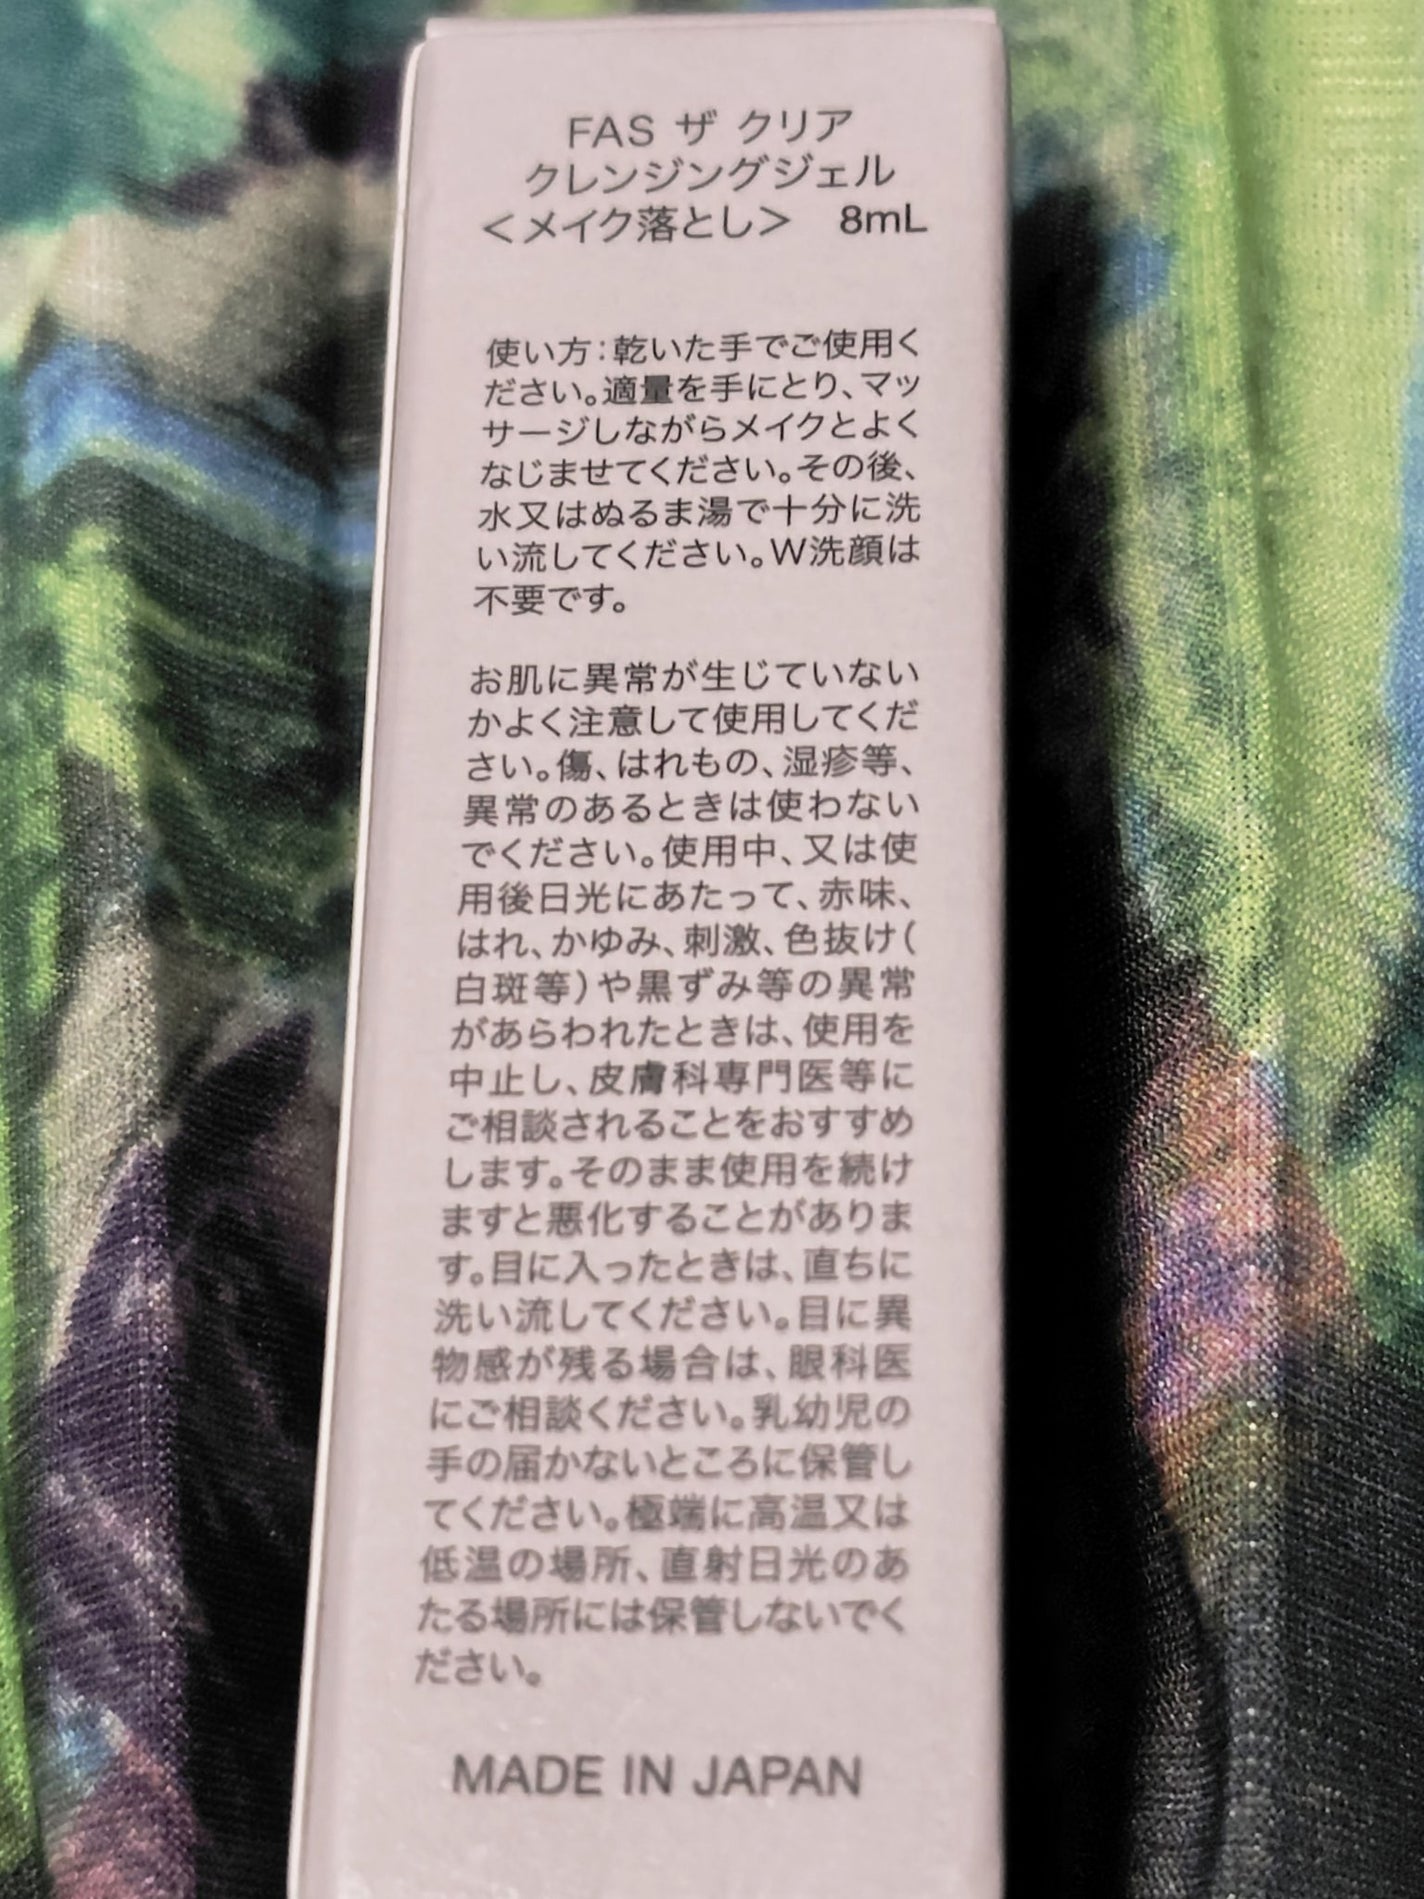 FAS ザ クリア
クレンジングジェル
＜メイク落とし＞ 8mL
使い方：乾いた手でご使用く
ださい。適量を手にとり、マッ
サージしながらメイクとよく
なじませてください。その後、
水又はぬるま湯で十分に洗
い流してください。W洗顔は
不要です。
お肌に異常が生じていない
かよく注意して使用してくだ
さい。傷、はれもの、湿疹等、
異常のあるときは使わない
でください。使用中、又は使
用後日光にあたって、赤味、
はれ、かゆみ、刺激、色抜け（
白斑等）や黒ずみ等の異常
があらわれたときは、使用を
中止し、皮膚科専門医等に
ご相談されることをおすすめ
します。そのまま使用を続け
ますと悪化することがありま
す。目に入ったときは、直ちに
洗い流してください。目に異
物感が残る場合は、眼科医
にご相談ください。乳幼児の
手の届かないところに保管し
てください。極端に高温又は
低温の場所、直射日光のあ
たる場所には保管しないでく
ださい。
MADE IN JAPAN